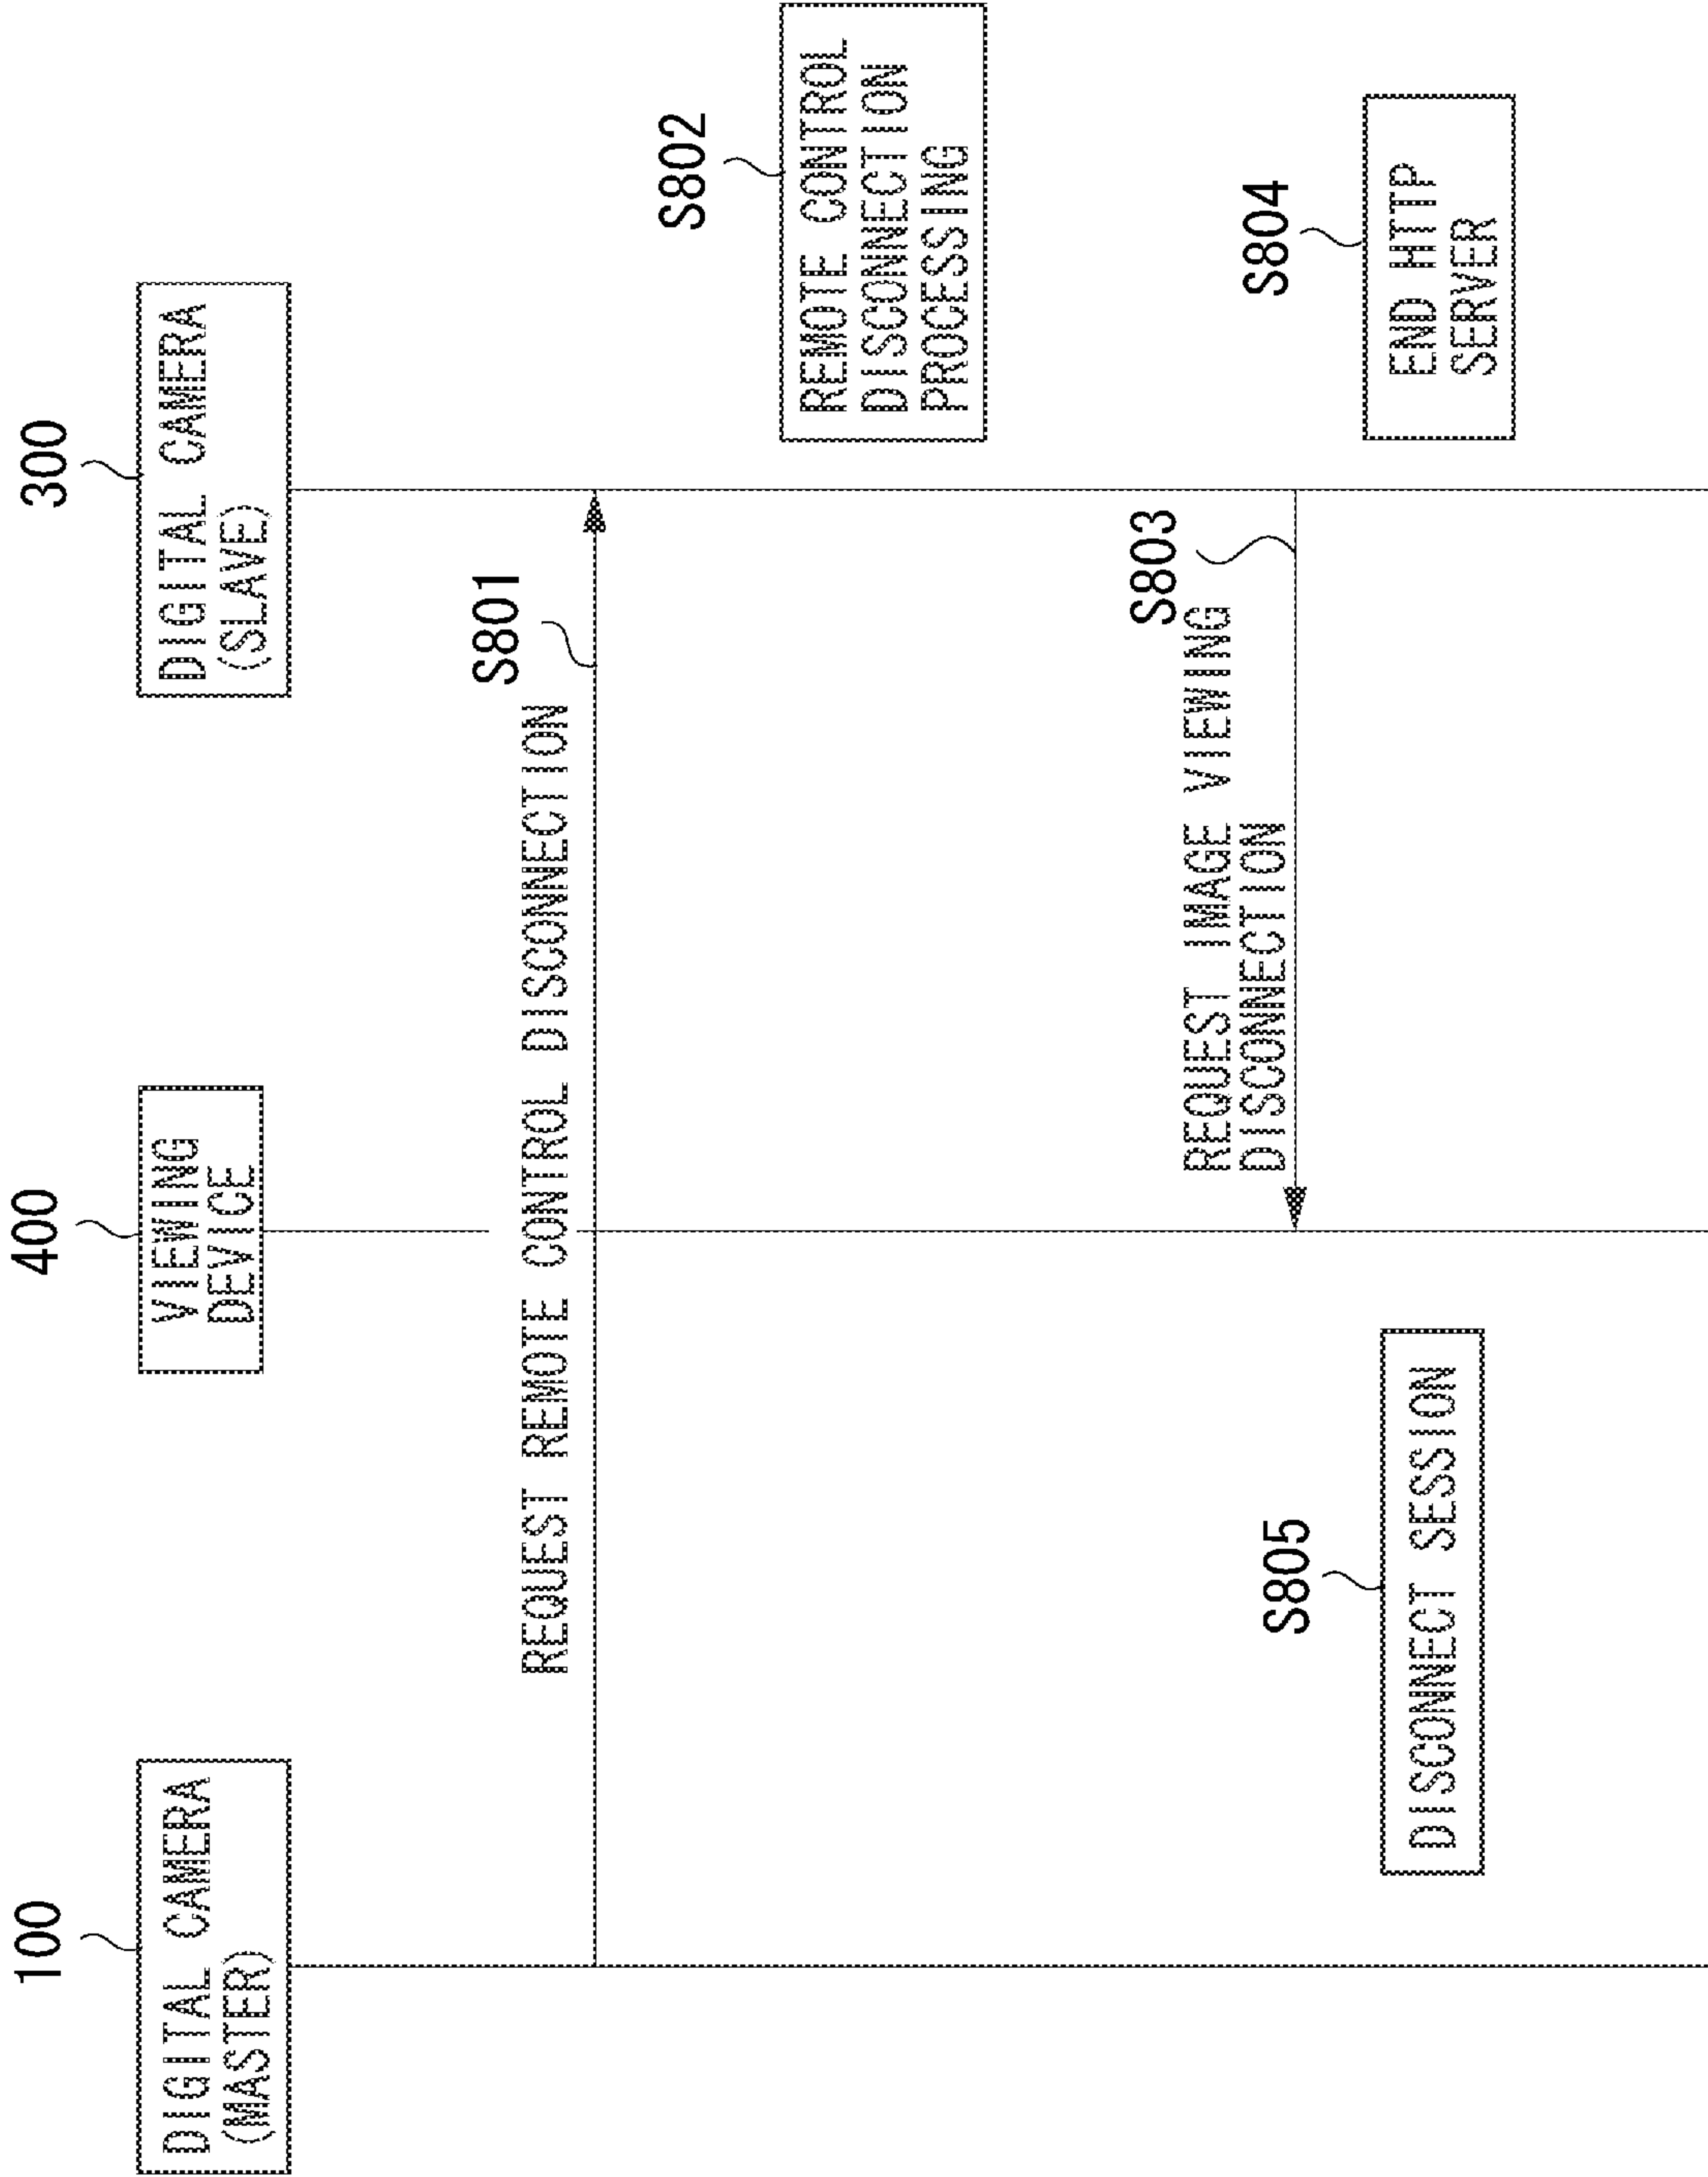 100
DIGITAL CAMERA
(MASTER)
400
VIEWING
DEVICE
300
DIGITAL CAMERA
(SLAVE)
S801
REQUEST REMOTE CONTROL DISCONNECTION
S802
REMOTE CONTROL
DISCONNECTION
PROCESSING
S803
REQUEST IMAGE VIEWING
DISCONNECTION
S804
END HTTP
SERVER
S805
DISCONNECT SESSION